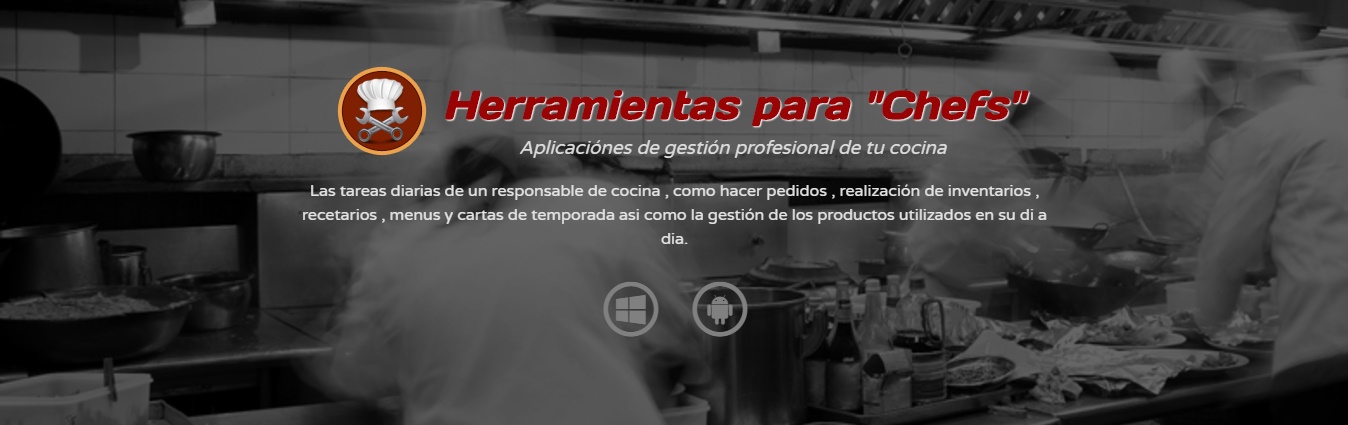 Herramientas para "Chefs"
Aplicaciónes de gestión profesional de tu cocina
Las tareas diarias de un responsable de cocina , como hacer pedidos , realización de inventarios ,
recetarios , menus y cartas de temporada asi como la gestión de los productos utilizados en su di a
dia.